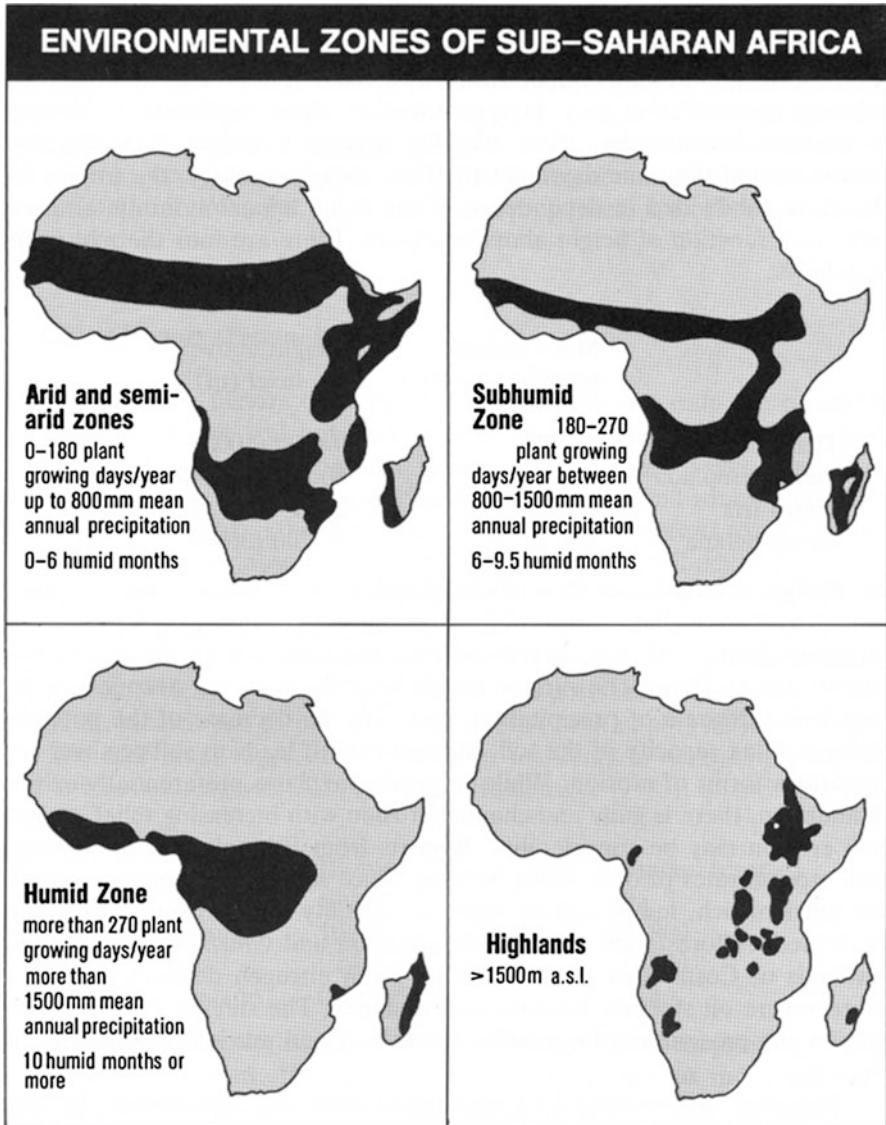 ENVIRONMENTAL ZONES OF SUB–SAHARAN AFRICA
Arid and semi-
arid zones
0–180 plant
growing days/year
up to 800mm mean
annual precipitation
0–6 humid months
Subhumid
Zone
180–270
plant growing
days/year between
800–1500mm mean
annual precipitation
6–9.5 humid months
Humid Zone
more than 270 plant
growing days/year
more than
1500mm mean
annual precipitation
10 humid months or
more
Highlands
>1500m a.s.l.